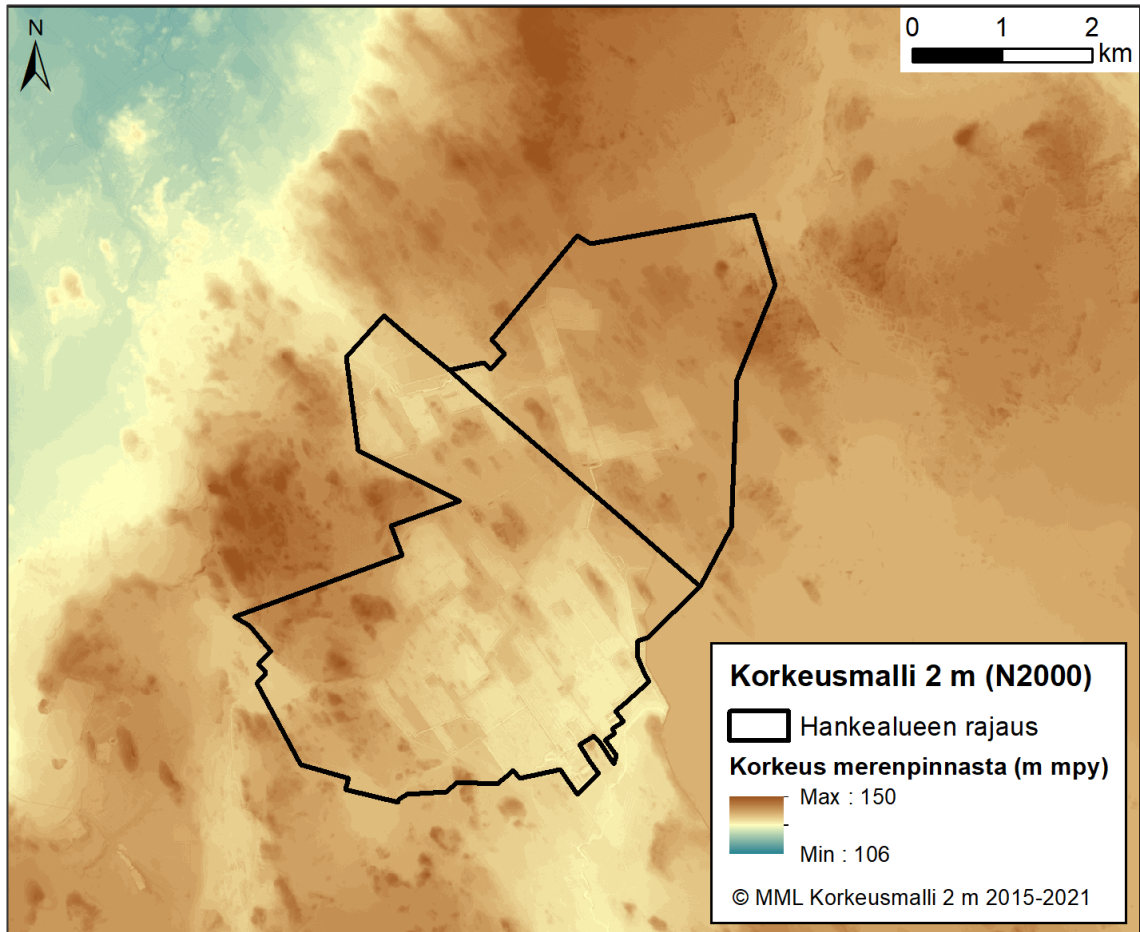 N
0 1 2
km
Korkeusmalli 2 m (N2000)
Hankealueen rajaus
Korkeus merenpinnasta (m mpy)
Max : 150
Min : 106
© MML Korkeusmalli 2 m 2015-2021